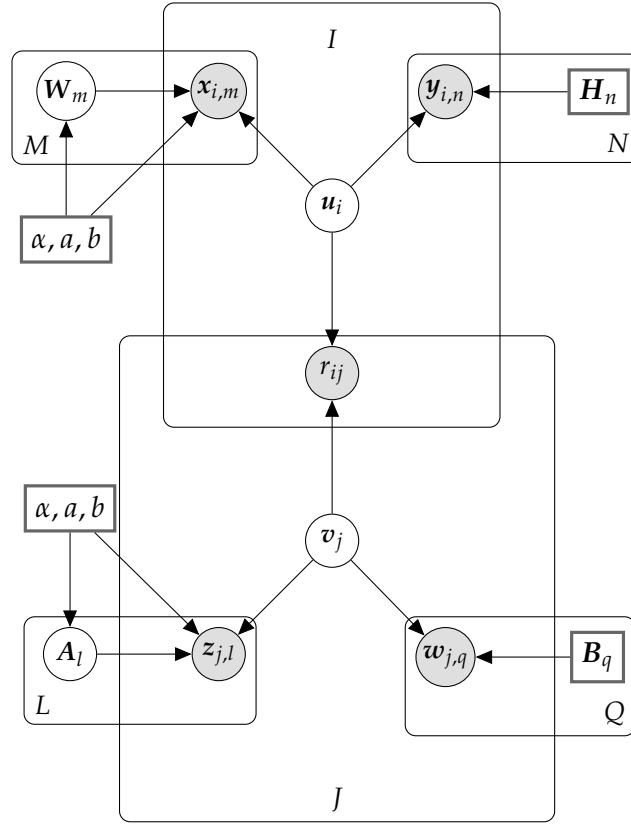 I
W_m
x_{i,m}
y_{i,n}
H_n
M
N
α, a, b
u_i
r_{ij}
α, a, b
v_j
A_l
z_{j,l}
w_{j,q}
B_q
L
Q
J